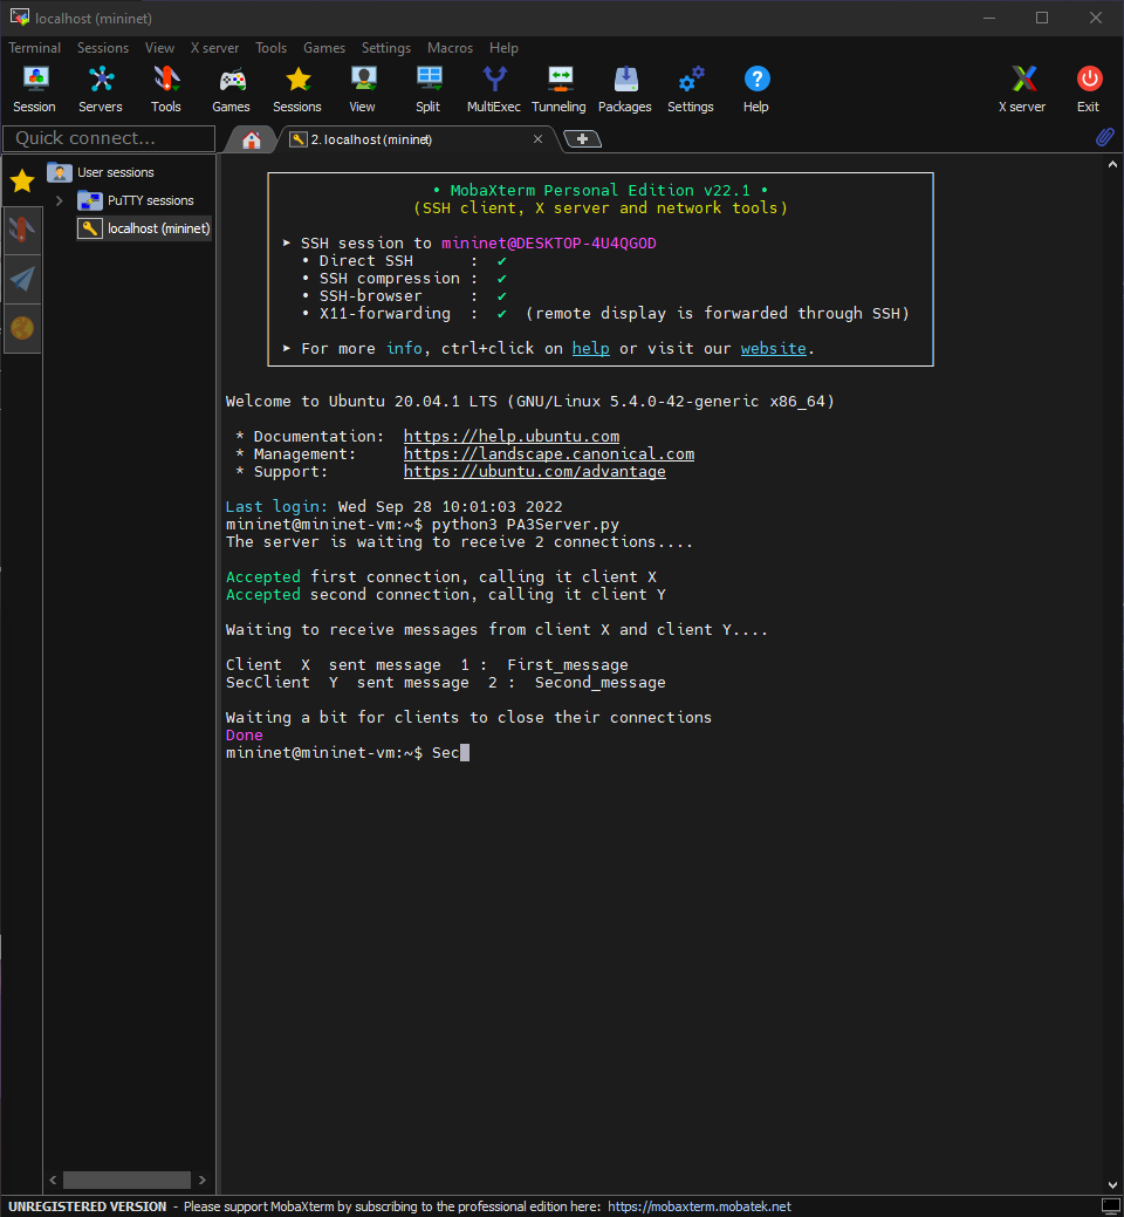 localhost (mininet)
Terminal Sessions View X server Tools Games Settings Macros Help
Session Servers Tools Games Sessions View Split MultiExec Tunneling Packages Settings Help X server Exit
Quick connect...
2. localhost (mininet)
User sessions
PuTTY sessions
localhost (mininet)
• MobaXterm Personal Edition v22.1 •
(SSH client, X server and network tools)
➤ SSH session to mininet@DESKTOP-4U4QGOD
• Direct SSH : ✔
• SSH compression : ✔
• SSH-browser : ✔
• X11-forwarding : ✔ (remote display is forwarded through SSH)
➤ For more info, ctrl+click on help or visit our website.
Welcome to Ubuntu 20.04.1 LTS (GNU/Linux 5.4.0-42-generic x86_64)
* Documentation: https://help.ubuntu.com
* Management: https://landscape.canonical.com
* Support: https://ubuntu.com/advantage
Last login: Wed Sep 28 10:01:03 2022
mininet@mininet-vm:~$ python3 PA3Server.py
The server is waiting to receive 2 connections....
Accepted first connection, calling it client X
Accepted second connection, calling it client Y
Waiting to receive messages from client X and client Y....
Client X sent message 1 : First_message
SecClient Y sent message 2 : Second_message
Waiting a bit for clients to close their connections
Done
mininet@mininet-vm:~$ Sec
UNREGISTERED VERSION - Please support MobaXterm by subscribing to the professional edition here: https://mobaxterm.mobatek.net